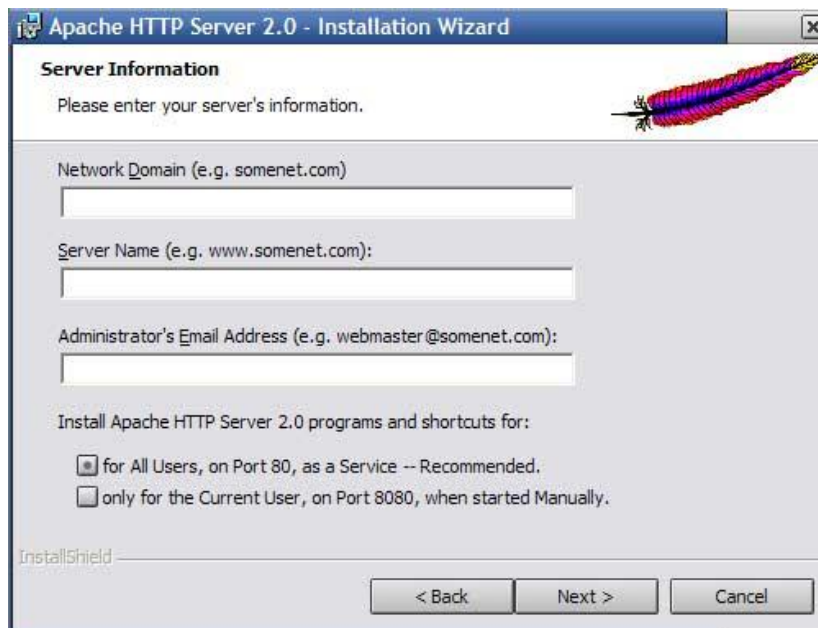 Apache HTTP Server 2.0 - Installation Wizard
Server Information
Please enter your server's information.
Network Domain (e.g. somenet.com)
Server Name (e.g. www.somenet.com):
Administrator's Email Address (e.g. webmaster@somenet.com):
Install Apache HTTP Server 2.0 programs and shortcuts for:
for All Users, on Port 80, as a Service -- Recommended.
only for the Current User, on Port 8080, when started Manually.
InstallShield
< Back Next > Cancel